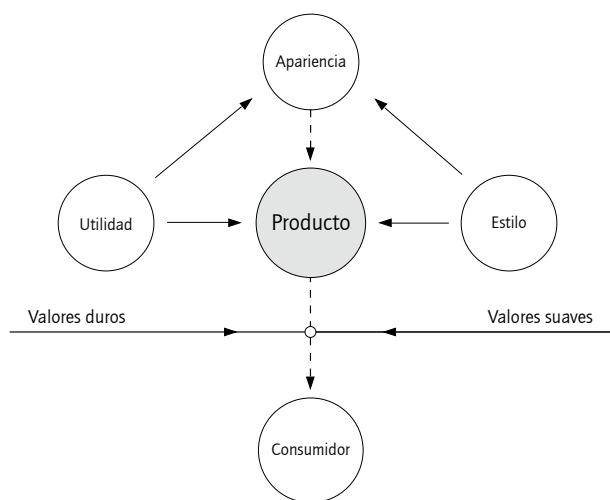 Apariencia
Utilidad
Producto
Estilo
Valores duros
Valores suaves
Consumidor